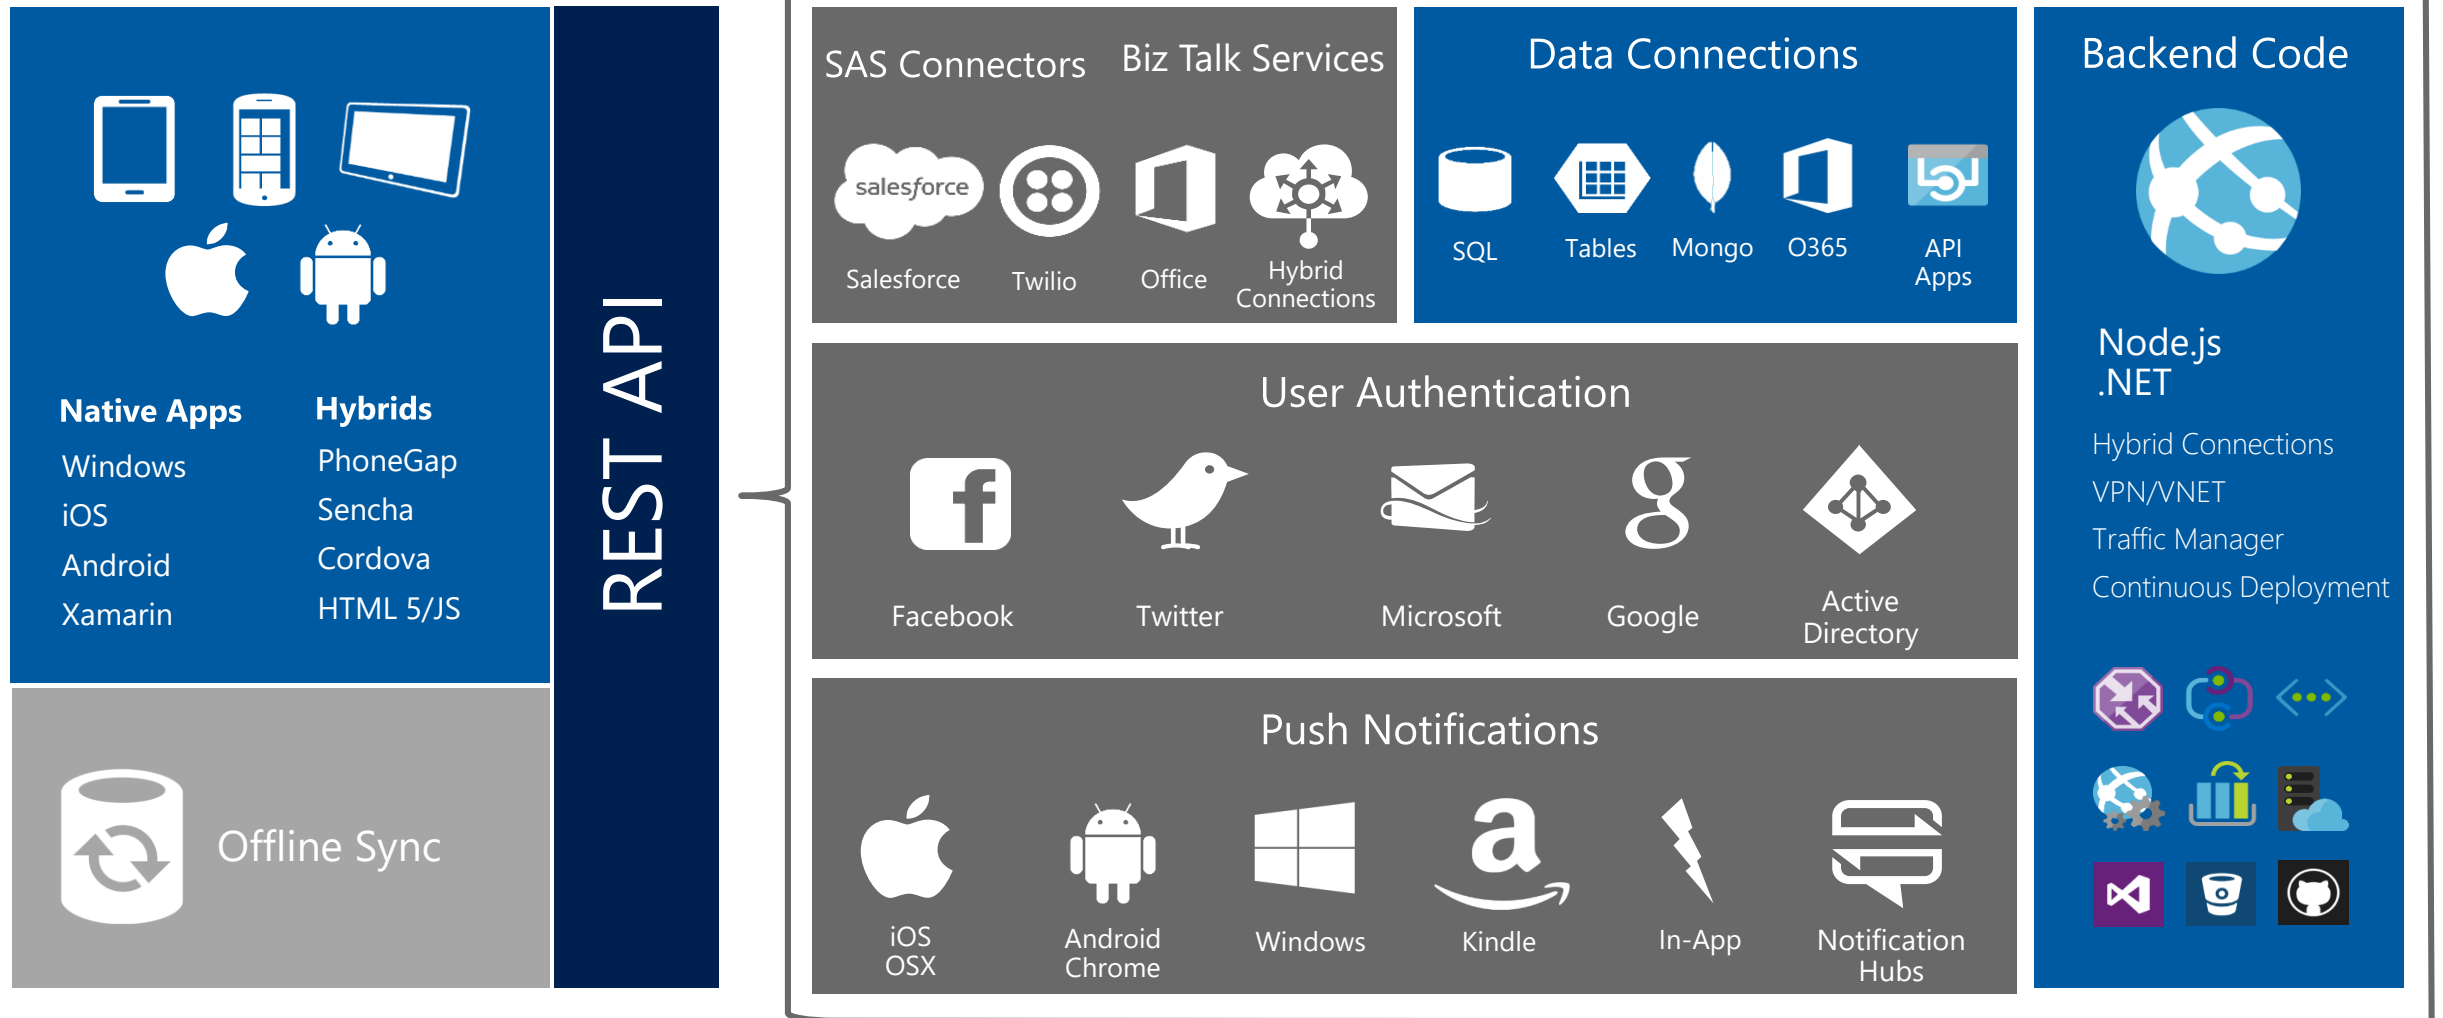 Native Apps
Windows
iOS
Android
Xamarin
Hybrids
PhoneGap
Sencha
Cordova
HTML 5/JS
Offline Sync
REST API
SAS Connectors
Biz Talk Services
salesforce
Salesforce
Twilio
Office
Hybrid
Connections
Data Connections
SQL
Tables
Mongo
O365
API
Apps
User Authentication
Facebook
Twitter
Microsoft
Google
Active
Directory
Push Notifications
iOS
OSX
Android
Chrome
Windows
Kindle
In-App
Notification
Hubs
Backend Code
Node.js
.NET
Hybrid Connections
VPN/VNET
Traffic Manager
Continuous Deployment